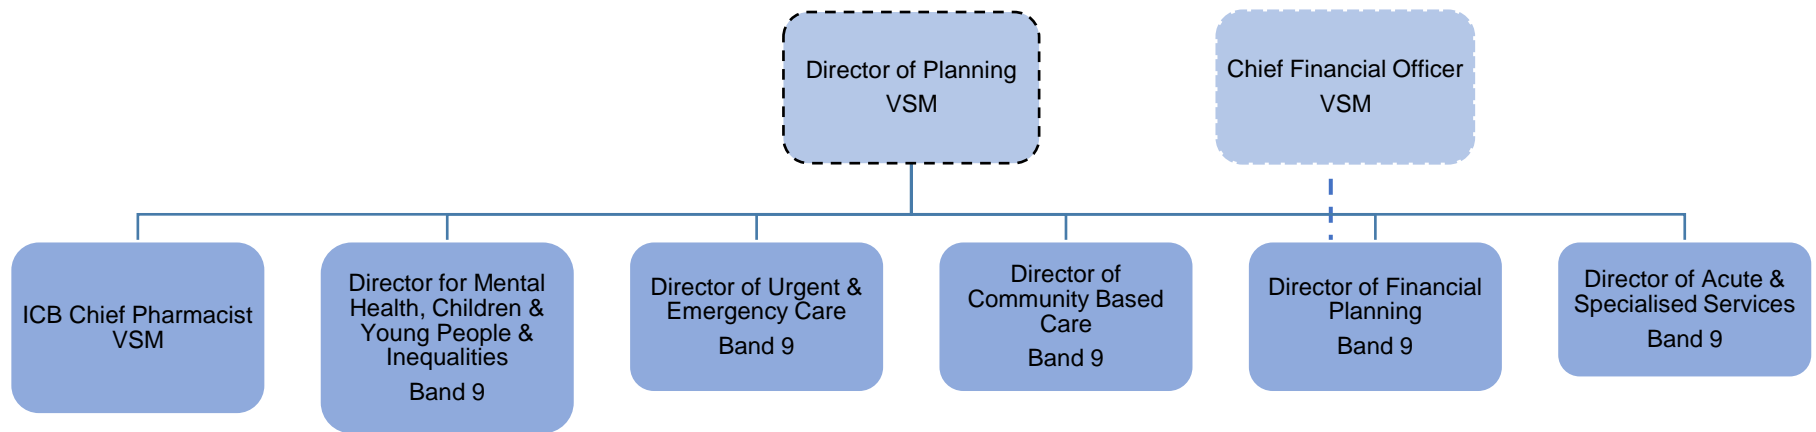 Director of Planning
VSM
Chief Financial Officer
VSM
ICB Chief Pharmacist
VSM
Director for Mental
Health, Children &
Young People &
Inequalities
Band 9
Director of Urgent &
Emergency Care
Band 9
Director of
Community Based
Care
Band 9
Director of Financial
Planning
Band 9
Director of Acute &
Specialised Services
Band 9